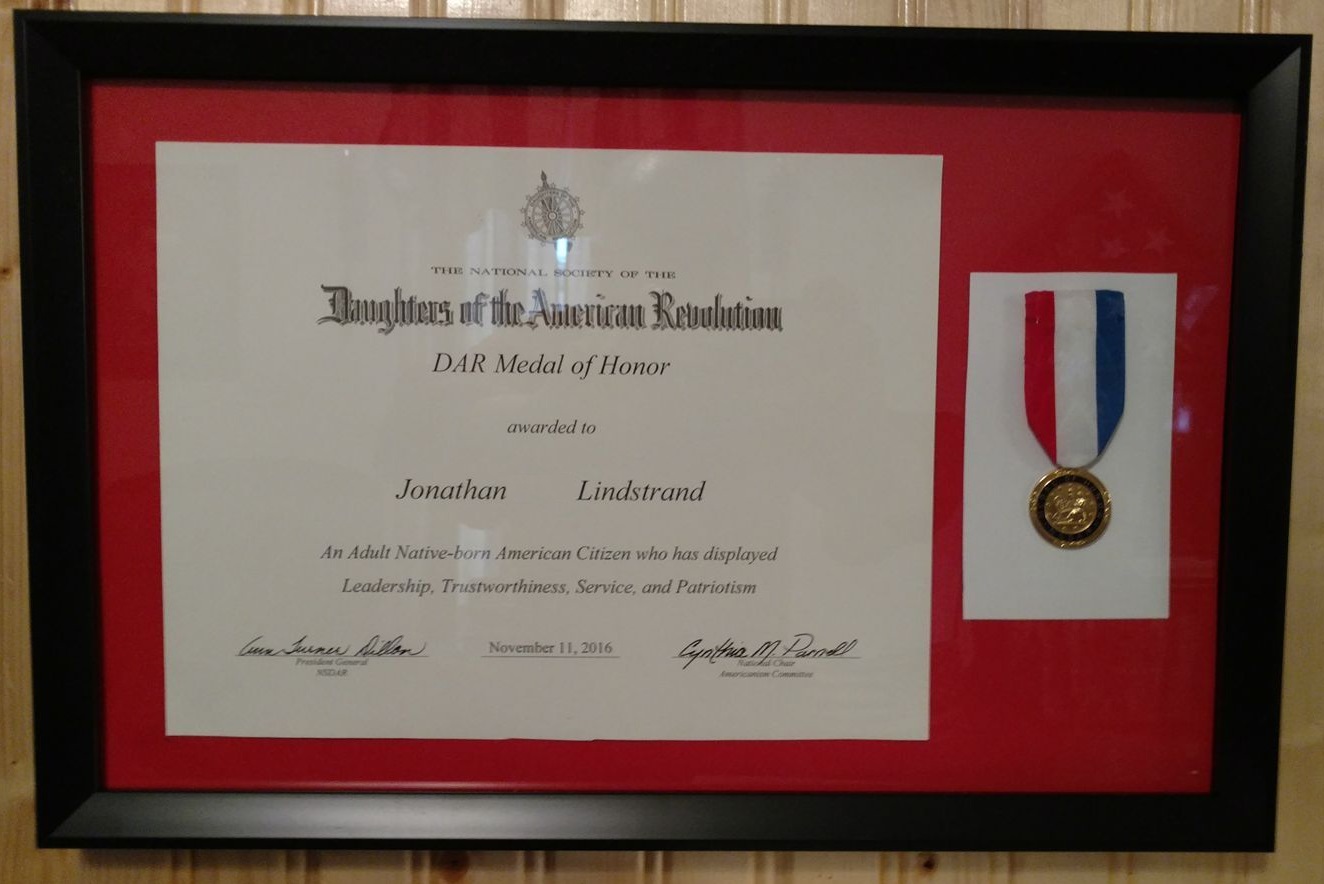 THE NATIONAL SOCIETY OF THE
Daughters of the American Revolution
DAR Medal of Honor
awarded to
Jonathan Lindstrand
An Adult Native-born American Citizen who has displayed
Leadership, Trustworthiness, Service, and Patriotism
Ann Turner Dillon November 11, 2016 Cynthia M. Parnell
President General National Chair
NSDAR Americanism Committee